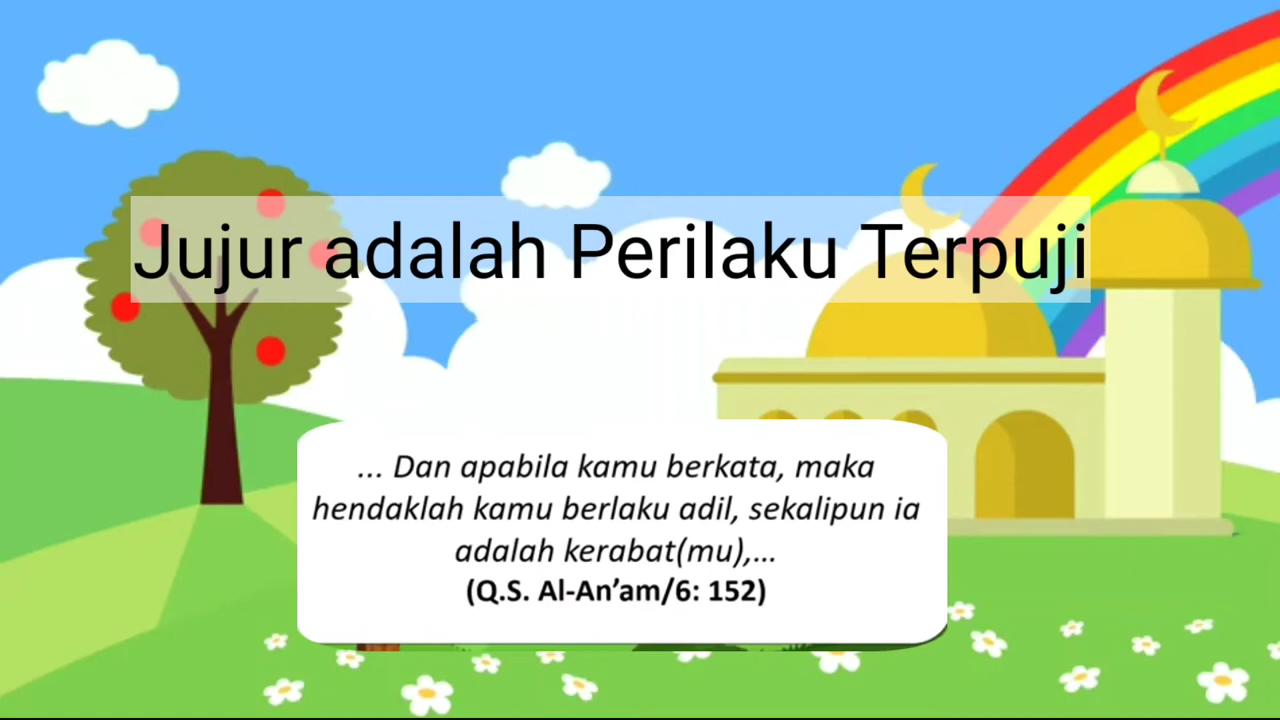 Jujur adalah Perilaku Terpuji
... Dan apabila kamu berkata, maka
hendaklah kamu berlaku adil, sekalipun ia
adalah kerabat(mu),...
(Q.S. Al-An’am/6: 152)